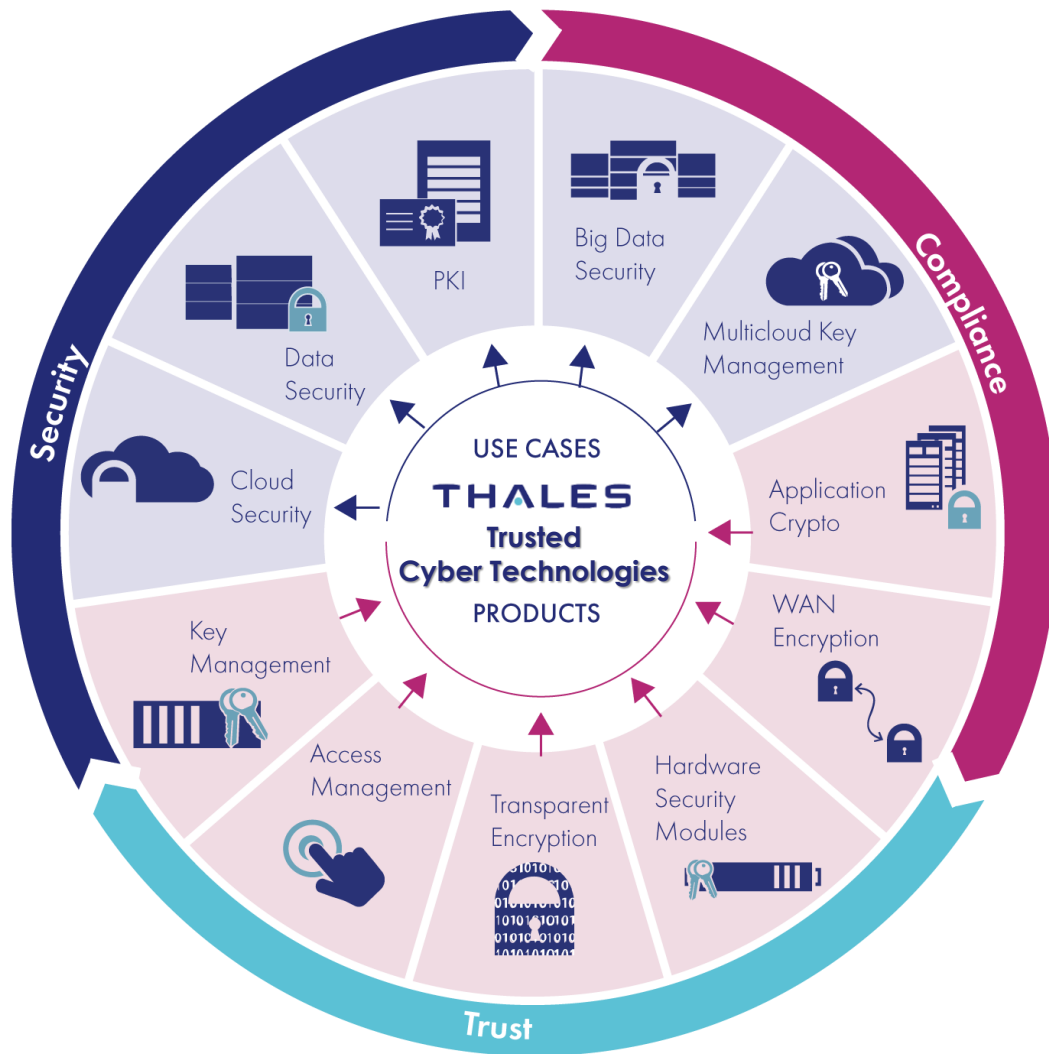 Security
Compliance
Trust
PKI
Big Data
Security
Multicloud Key
Management
Data
Security
Cloud
Security
Application
Crypto
USE CASES
THALES
Trusted
Cyber Technologies
PRODUCTS
WAN
Encryption
Key
Management
Access
Management
Transparent
Encryption
Hardware
Security
Modules